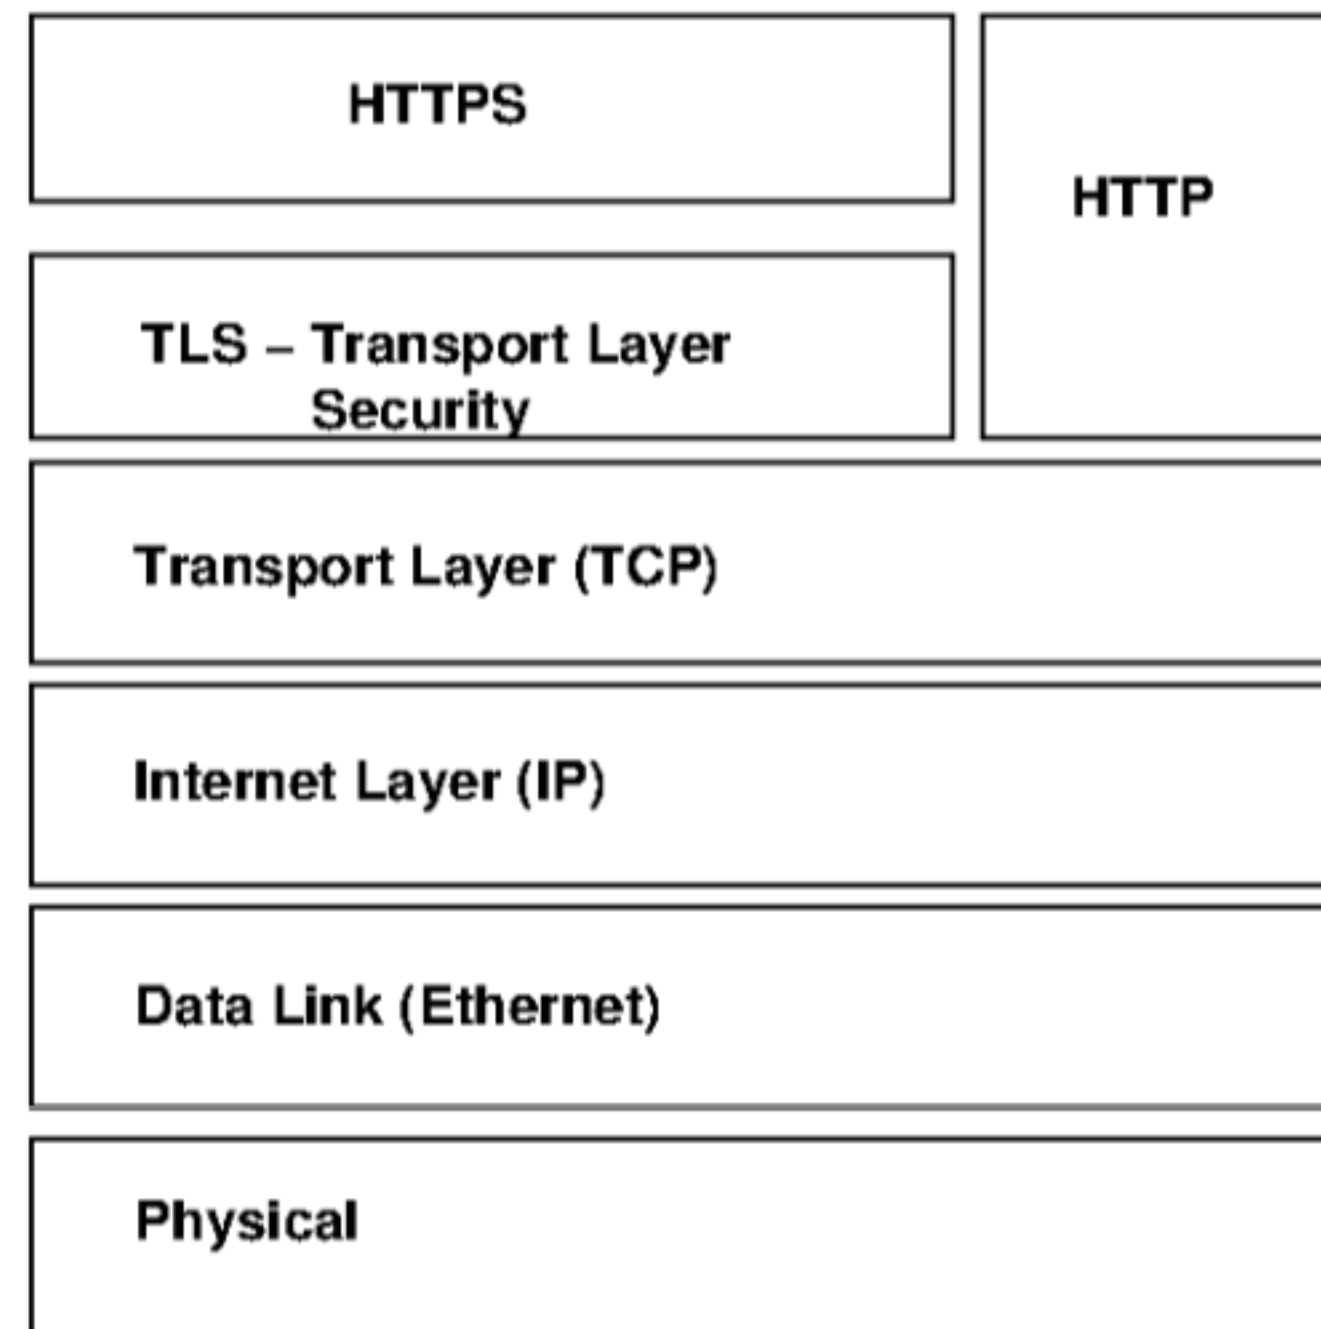 HTTPS
HTTP
TLS – Transport Layer
Security
Transport Layer (TCP)
Internet Layer (IP)
Data Link (Ethernet)
Physical